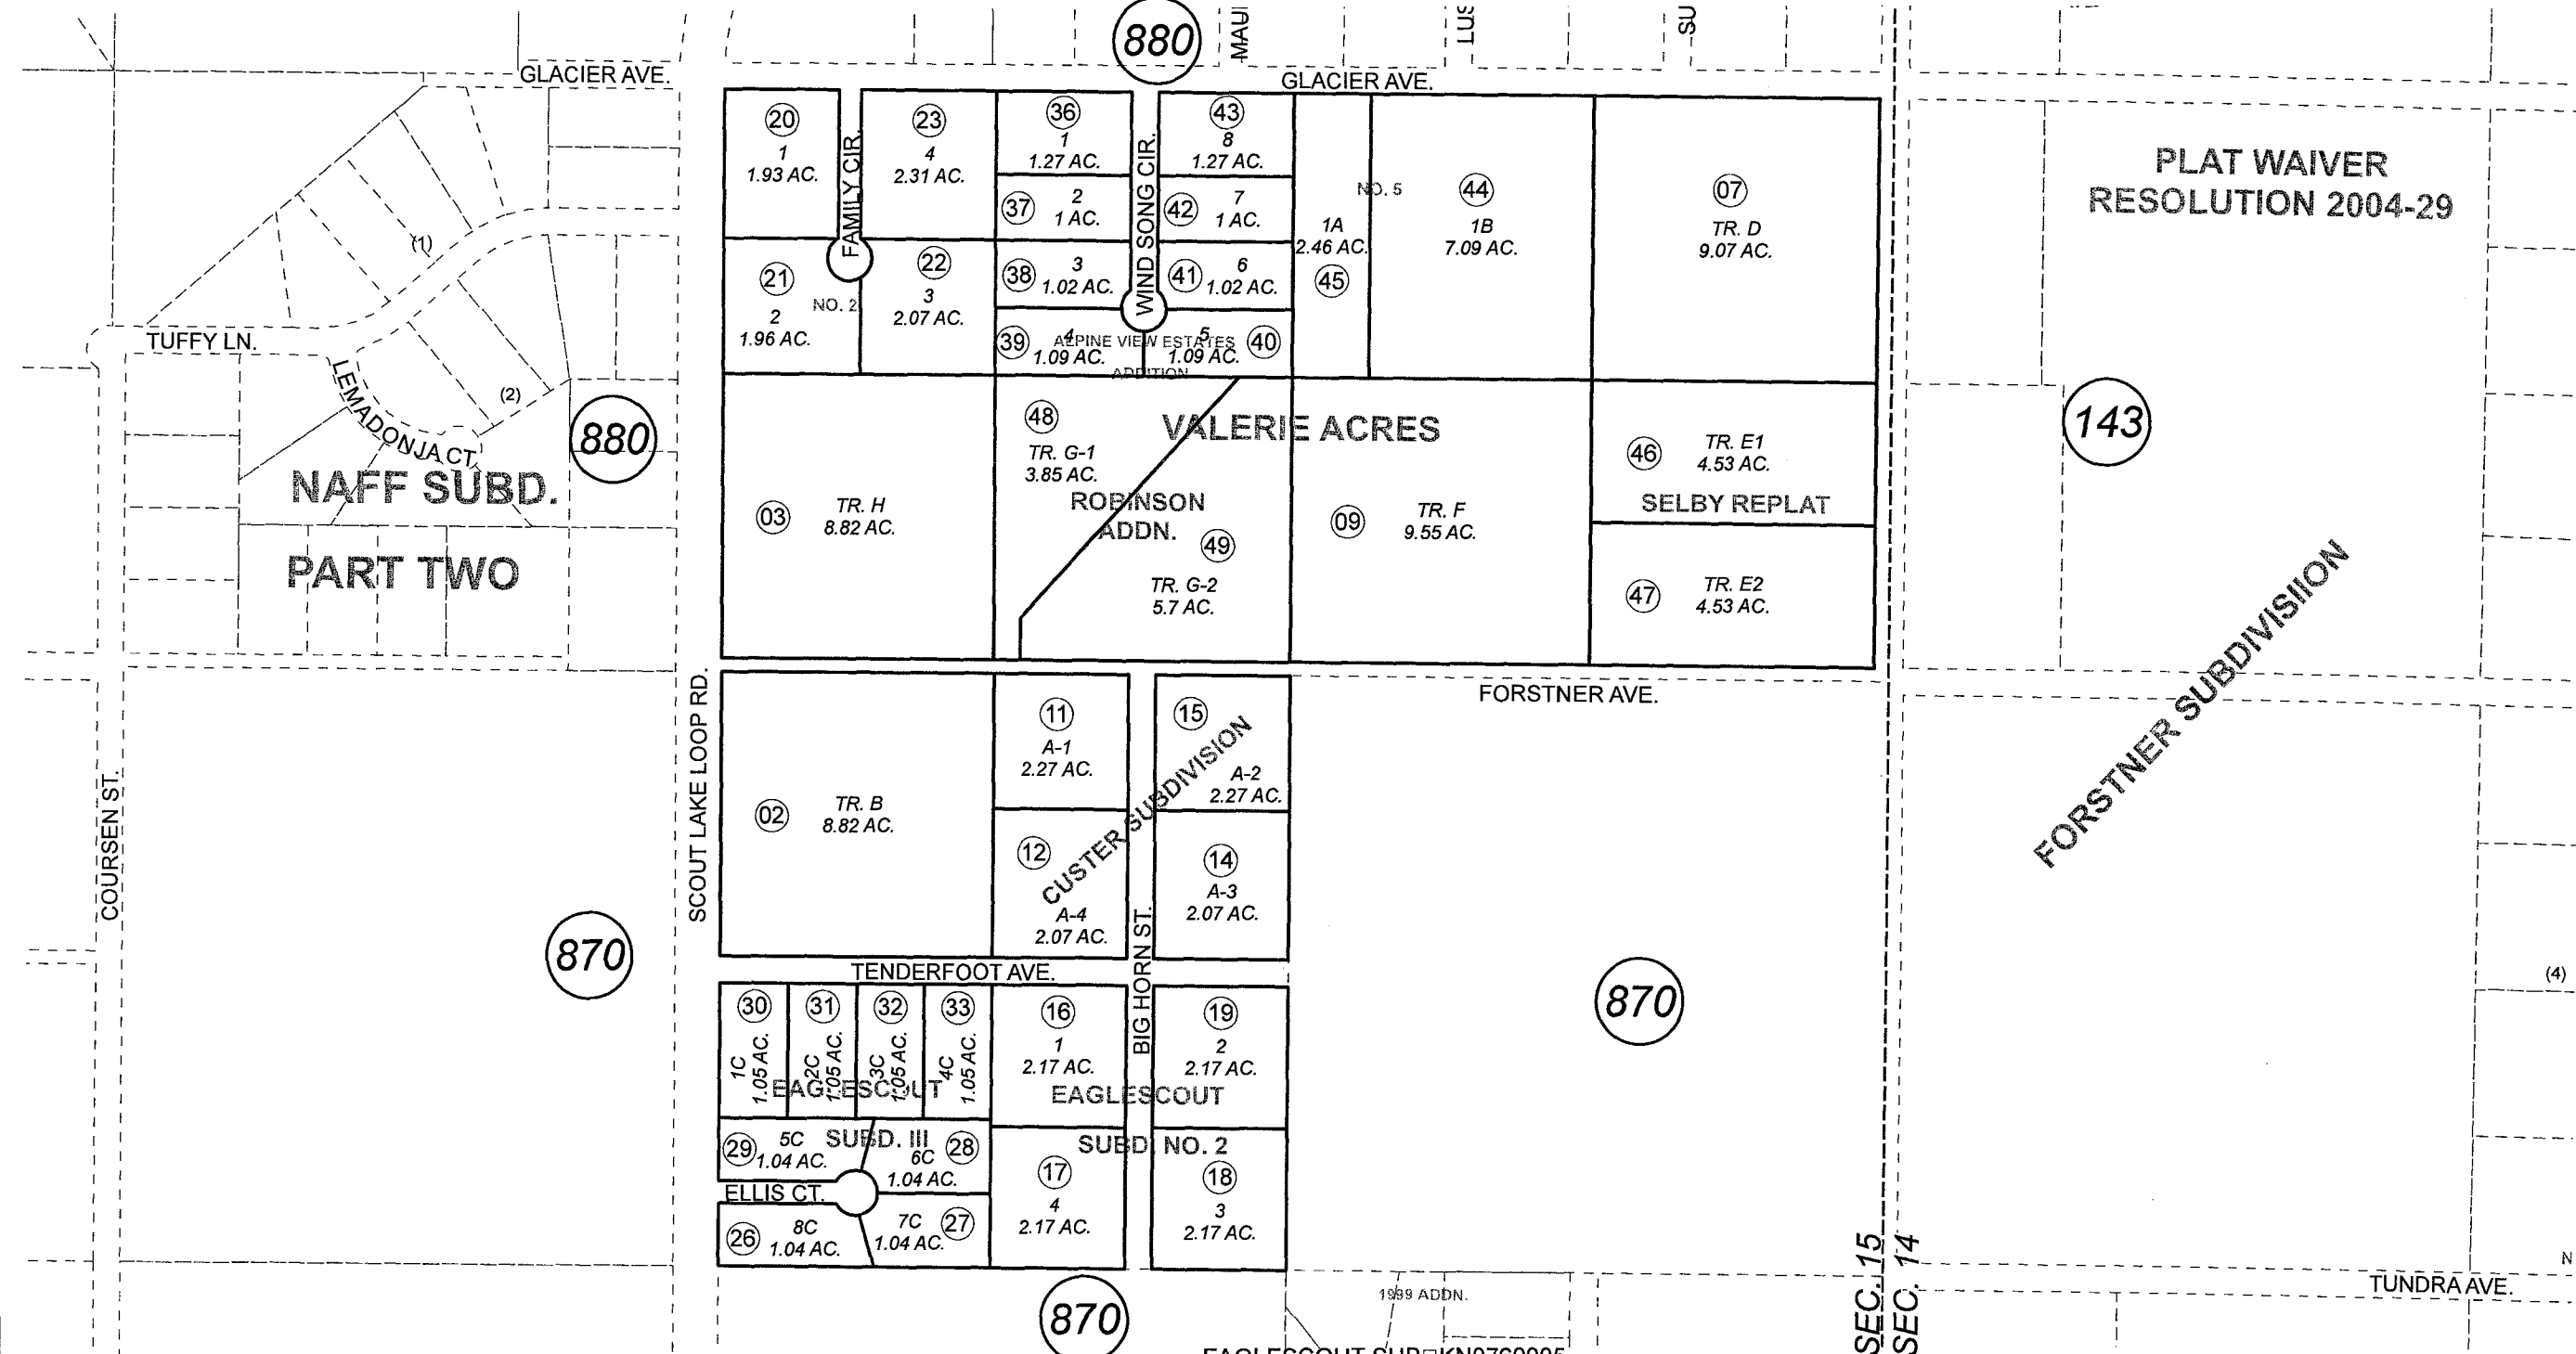 880
MAUI
LUS
SU
GLACIER AVE.
GLACIER AVE.
20
1
1.93 AC.
FAMILY CIR.
23
4
2.31 AC.
36
1
1.27 AC.
WIND SONG CIR.
43
8
1.27 AC.
37
2
1 AC.
42
7
1 AC.
38
3
1.02 AC.
41
6
1.02 AC.
39
4
1.09 AC.
5
1.09 AC.
40
ALPINE VIEW ESTATES
ADDITION
1A
2.46 AC.
45
NO. 5
44
1B
7.09 AC.
07
TR. D
9.07 AC.
PLAT WAIVER
RESOLUTION 2004-29
21
2
1.96 AC.
NO. 2
22
3
2.07 AC.
(1)
TUFFY LN.
LEMADONJA CT.
(2)
880
NAFF SUBD.
PART TWO
03
TR. H
8.82 AC.
48
TR. G-1
3.85 AC.
VALERIE ACRES
ROBINSON
ADDN.
49
TR. G-2
5.7 AC.
09
TR. F
9.55 AC.
46
TR. E1
4.53 AC.
SELBY REPLAT
47
TR. E2
4.53 AC.
143
FORSTNER SUBDIVISIION
SCOUT LAKE LOOP RD.
FORSTNER AVE.
COURSEN ST.
02
TR. B
8.82 AC.
11
A-1
2.27 AC.
15
A-2
2.27 AC.
CUSTER SUBDIVISION
12
A-4
2.07 AC.
14
A-3
2.07 AC.
BIG HORN ST.
870
TENDERFOOT AVE.
870
(4)
30
1C
1.05 AC.
31
2C
1.05 AC.
32
3C
1.05 AC.
33
4C
1.05 AC.
EAGLESCOUT
SUBD. III
16
1
2.17 AC.
19
2
2.17 AC.
EAGLESCOUT
SUBD. NO. 2
29
5C
1.04 AC.
6C
1.04 AC.
28
ELLIS CT.
26
8C
1.04 AC.
7C
1.04 AC.
27
17
4
2.17 AC.
18
3
2.17 AC.
SEC. 15
SEC. 14
N
TUNDRA AVE.
870
1999 ADDN.